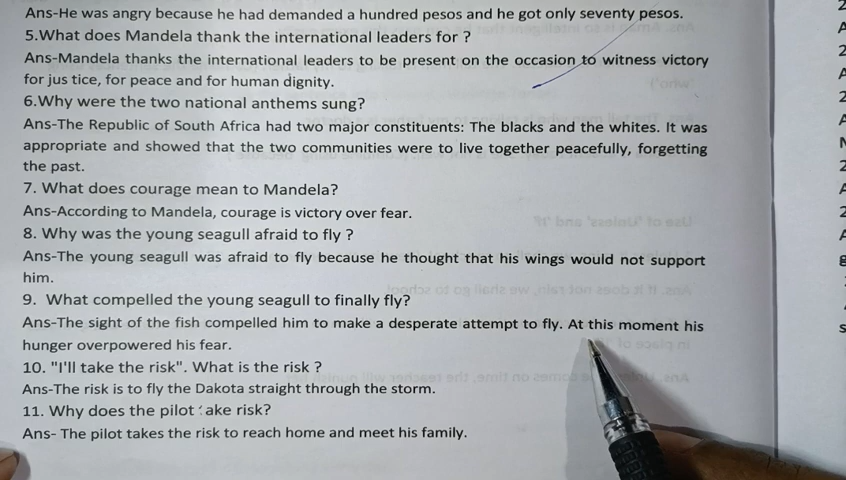 Ans-He was angry because he had demanded a hundred pesos and he got only seventy pesos.
5.What does Mandela thank the international leaders for ?
Ans-Mandela thanks the international leaders to be present on the occasion to witness victory
for jus tice, for peace and for human dignity.
6.Why were the two national anthems sung?
Ans-The Republic of South Africa had two major constituents: The blacks and the whites. It was
appropriate and showed that the two communities were to live together peacefully, forgetting
the past.
7. What does courage mean to Mandela?
Ans-According to Mandela, courage is victory over fear.
8. Why was the young seagull afraid to fly ?
Ans-The young seagull was afraid to fly because he thought that his wings would not support
him.
9. What compelled the young seagull to finally fly?
Ans-The sight of the fish compelled him to make a desperate attempt to fly. At this moment his
hunger overpowered his fear.
10. "I'll take the risk". What is the risk ?
Ans-The risk is to fly the Dakota straight through the storm.
11. Why does the pilot ake risk?
Ans- The pilot takes the risk to reach home and meet his family.